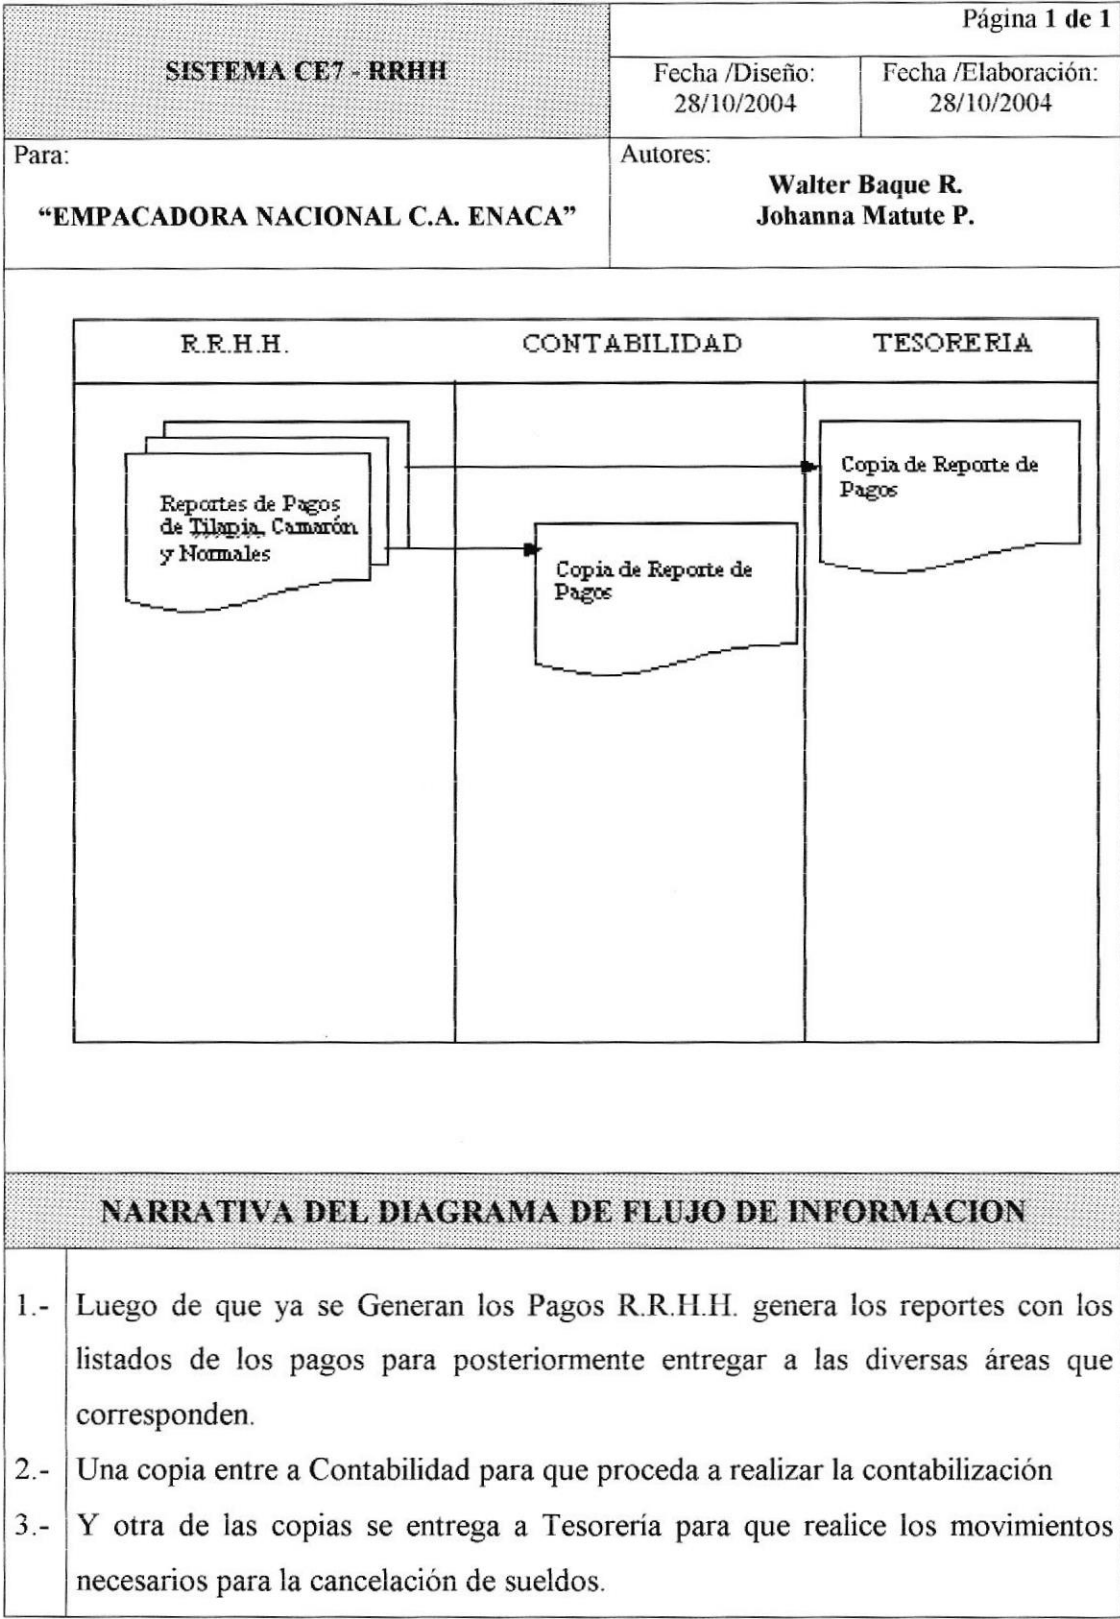 Página 1 de 1
SISTEMA CE7 - RRHH
Fecha /Diseño:
28/10/2004
Fecha /Elaboración:
28/10/2004
Para:
“EMPACADORA NACIONAL C.A. ENACA”
Autores:
Walter Baque R.
Johanna Matute P.
R.R.H.H.
CONTABILIDAD
TESORERIA
Reportes de Pagos
de Tilapia, Camarón
y Normales
Copia de Reporte de
Pagos
Copia de Reporte de
Pagos
NARRATIVA DEL DIAGRAMA DE FLUJO DE INFORMACION
1.- Luego de que ya se Generan los Pagos R.R.H.H. genera los reportes con los
listados de los pagos para posteriormente entregar a las diversas áreas que
corresponden.
2.- Una copia entre a Contabilidad para que proceda a realizar la contabilización
3.- Y otra de las copias se entrega a Tesorería para que realice los movimientos
necesarios para la cancelación de sueldos.